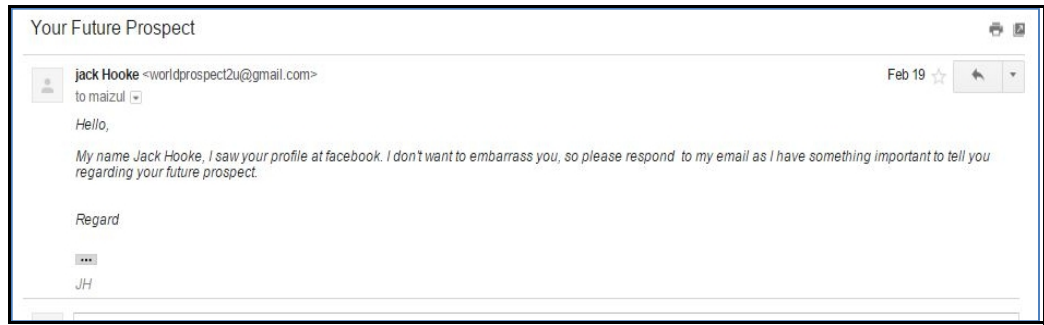 Your Future Prospect
jack Hooke <worldprospect2u@gmail.com>
Feb 19
to maizul
Hello,
My name Jack Hooke, I saw your profile at facebook. I don't want to embarrass you, so please respond to my email as I have something important to tell you
regarding your future prospect.
Regard
...
JH